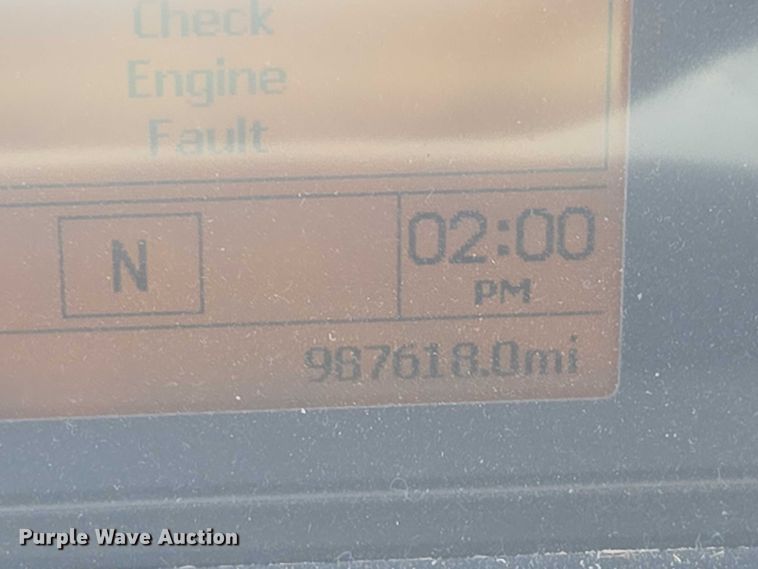 Check
Engine
Fault
N
02:00
PM
987618.0mi
Purple Wave Auction